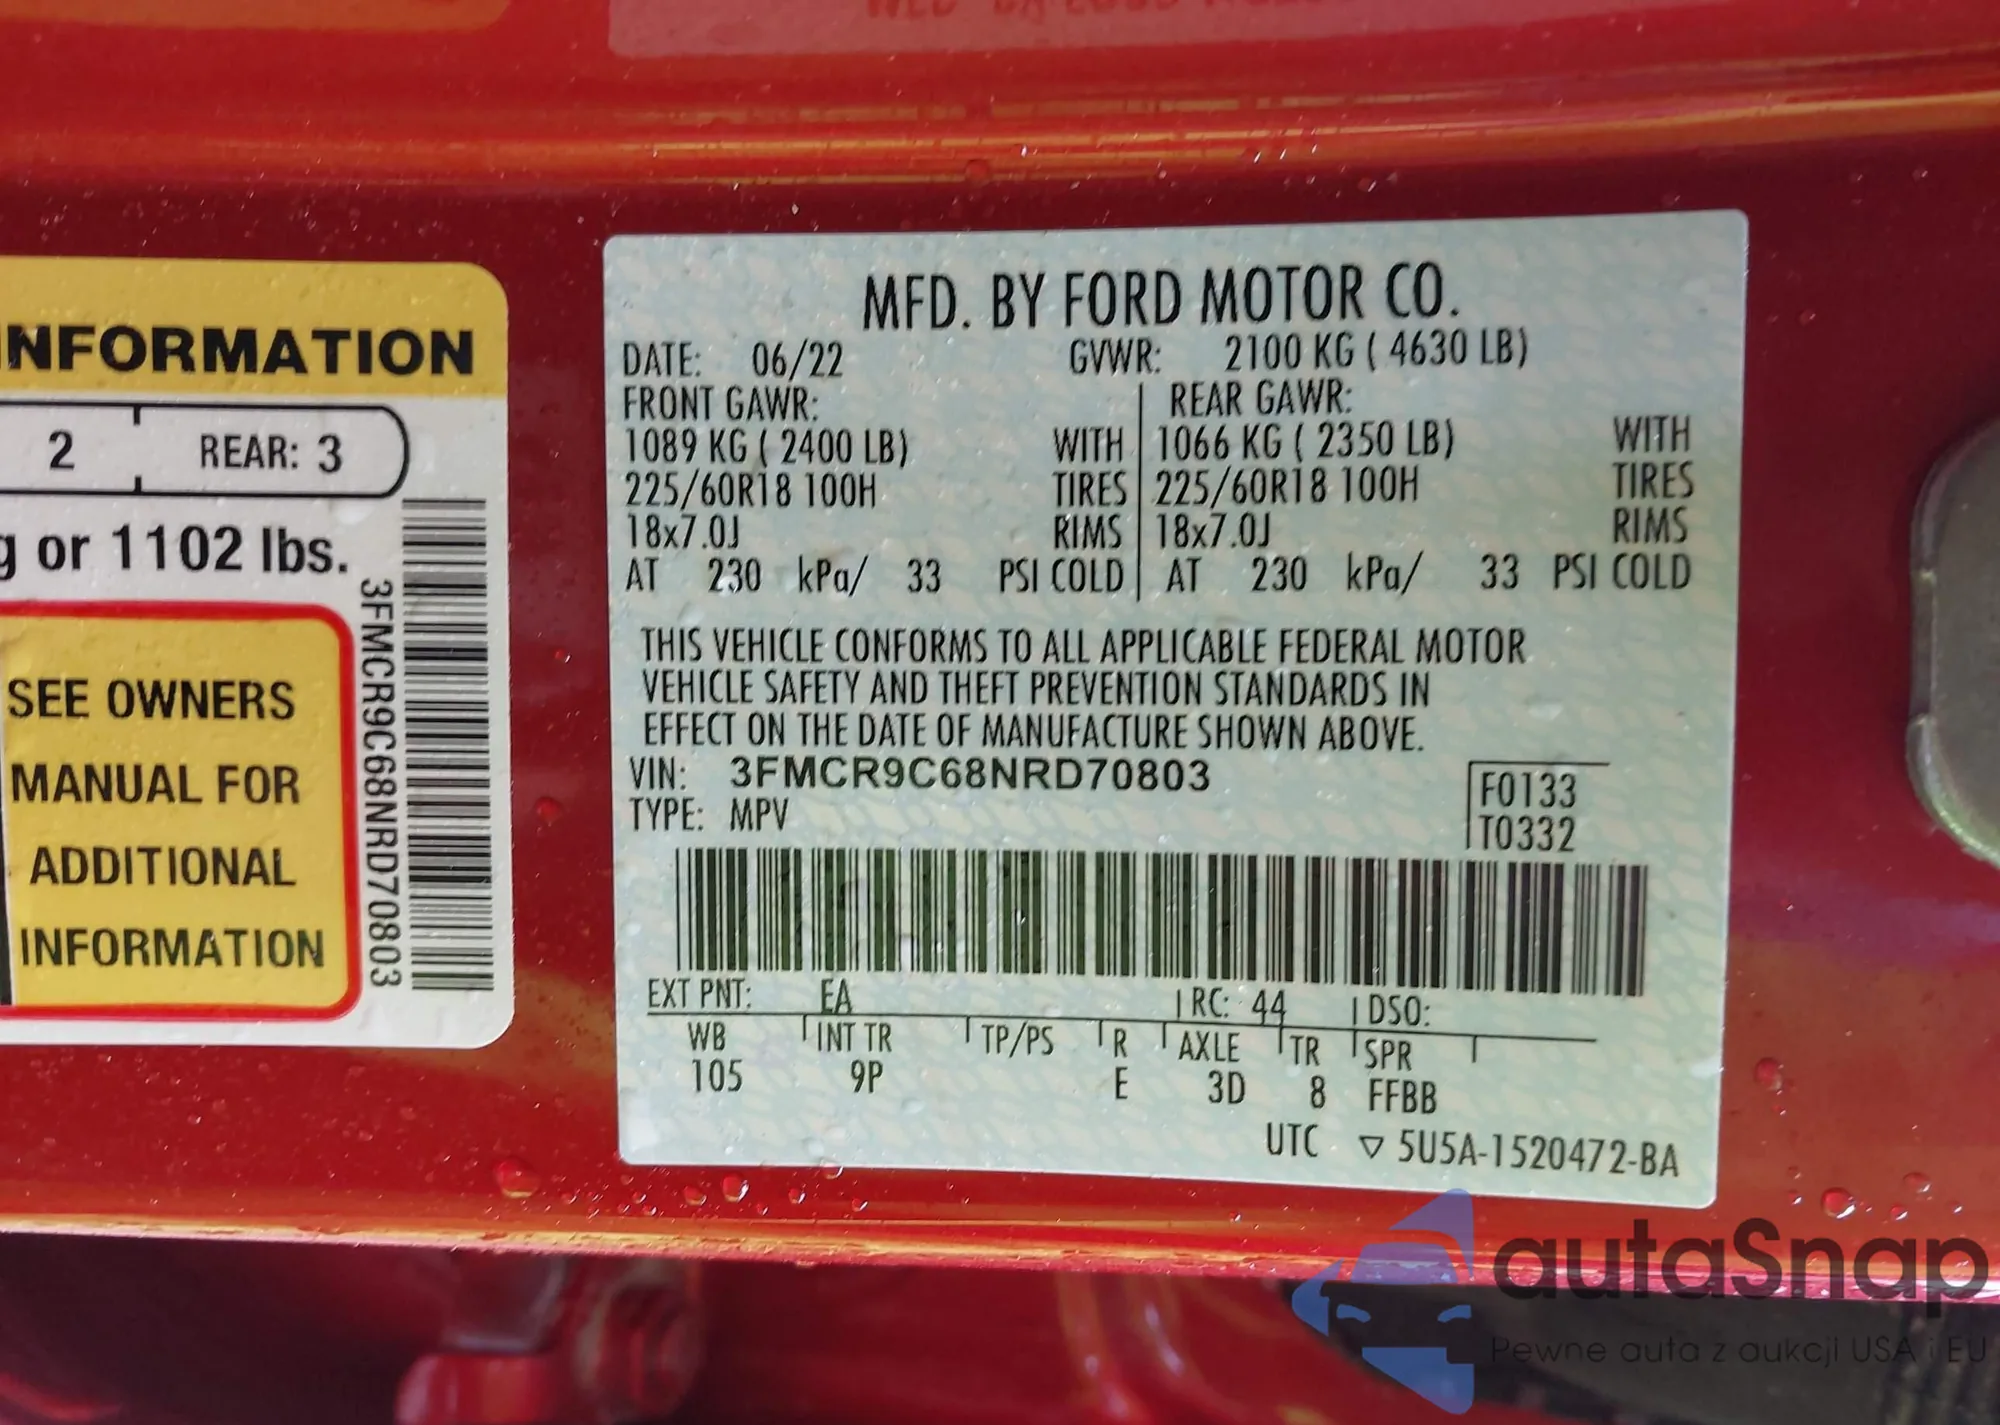 NFORMATION
2 REAR: 3
g or 1102 lbs.
SEE OWNERS
MANUAL FOR
ADDITIONAL
INFORMATION
3FMCR9C68NRD70803
MFD. BY FORD MOTOR CO.
DATE: 06/22 GVWR: 2100 KG ( 4630 LB)
FRONT GAWR: REAR GAWR:
1089 KG ( 2400 LB) WITH 1066 KG ( 2350 LB) WITH
225/60R18 100H TIRES 225/60R18 100H TIRES
18x7.0J RIMS 18x7.0J RIMS
AT 230 kPa/ 33 PSI COLD AT 230 kPa/ 33 PSI COLD
THIS VEHICLE CONFORMS TO ALL APPLICABLE FEDERAL MOTOR
VEHICLE SAFETY AND THEFT PREVENTION STANDARDS IN
EFFECT ON THE DATE OF MANUFACTURE SHOWN ABOVE.
VIN: 3FMCR9C68NRD70803
TYPE: MPV
F0133
T0332
EXT PNT: EA RC: 44 DSO:
WB INT TR TP/PS R AXLE TR SPR
105 9P E 3D 8 FFBB
UTC ▽ 5U5A-1520472-BA
autaSnap
Pewne auta z aukcji USA i EU